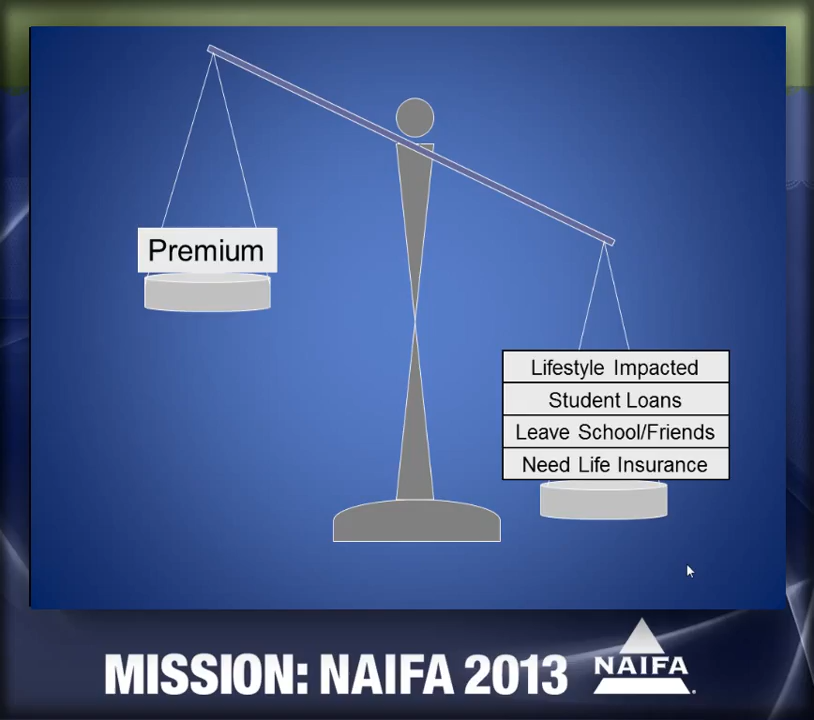 Premium
Lifestyle Impacted
Student Loans
Leave School/Friends
Need Life Insurance
MISSION: NAIFA 2013
NAIFA